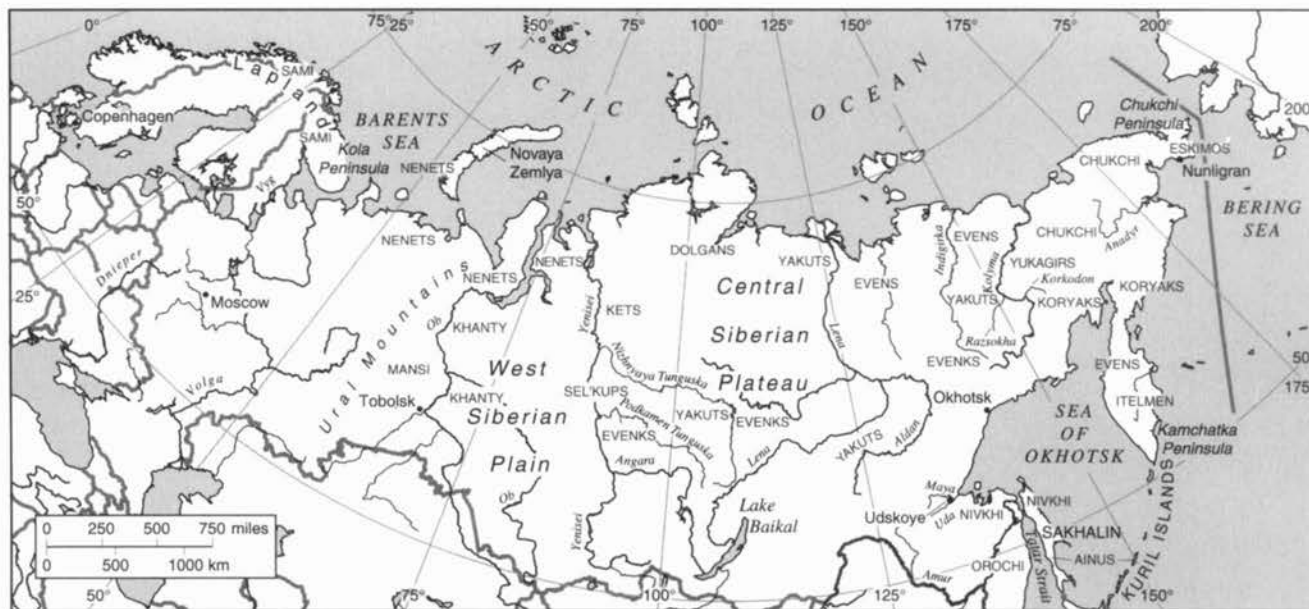 0° 75° 25° 50° 75° 100° 125° 150° 175° 75° 200°
ARCTIC
OCEAN
Lapland
SAMI
Copenhagen
SAMI
BARENTS
SEA
Kola
Peninsula
NENETS
Novaya
Zemlya
Chukchi
Peninsula
200
ESKIMOS
CHUKCHI
Nunligran
50°
Vyg
BERING
SEA
NENETS
DOLGANS
YAKUTS
Indigirka
EVENS
CHUKCHI
Anadyr
Dnieper
NENETS
NENETS
Central
EVENS
Kolyma
YUKAGIRS
Korkodon
KORYAKS
25°
Moscow
Ural Mountains
Ob
KHANTY
Yenisei
KETS
Siberian
Lena
YAKUTS
KORYAKS
Razsokha
50°
MANSI
West
Nizhnyaya Tunguska
Plateau
EVENKS
EVENS
175
Volga
Tobolsk
KHANTY
SEL'KUPS
Siberian
Podkamen Tunguska
YAKUTS
EVENKS
Okhotsk
SEA
OF
OKHOTSK
ITELMEN
EVENKS
Angara
Lena
YAKUTS
Aldan
Kamchatka
Peninsula
Plain
Ob
Maya
Udskoye
Uda
NIVKHI
NIVKHI
KURIL ISLANDS
Lake
Baikal
SAKHALIN
Yenisei
OROCHI
Tatar Strait
AINUS
Amur
0 250 500 750 miles
0 500 1000 km
50° 75° 100° 125° 150°